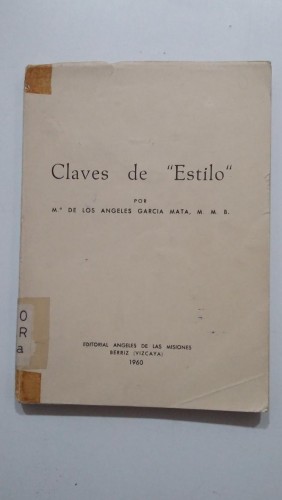 Claves de "Estilo"
POR
M.ª DE LOS ANGELES GARCIA MATA, M. M. B.
O
R
a
EDITORIAL ANGELES DE LAS MISIONES
BERRIZ (VIZCAYA)
1960